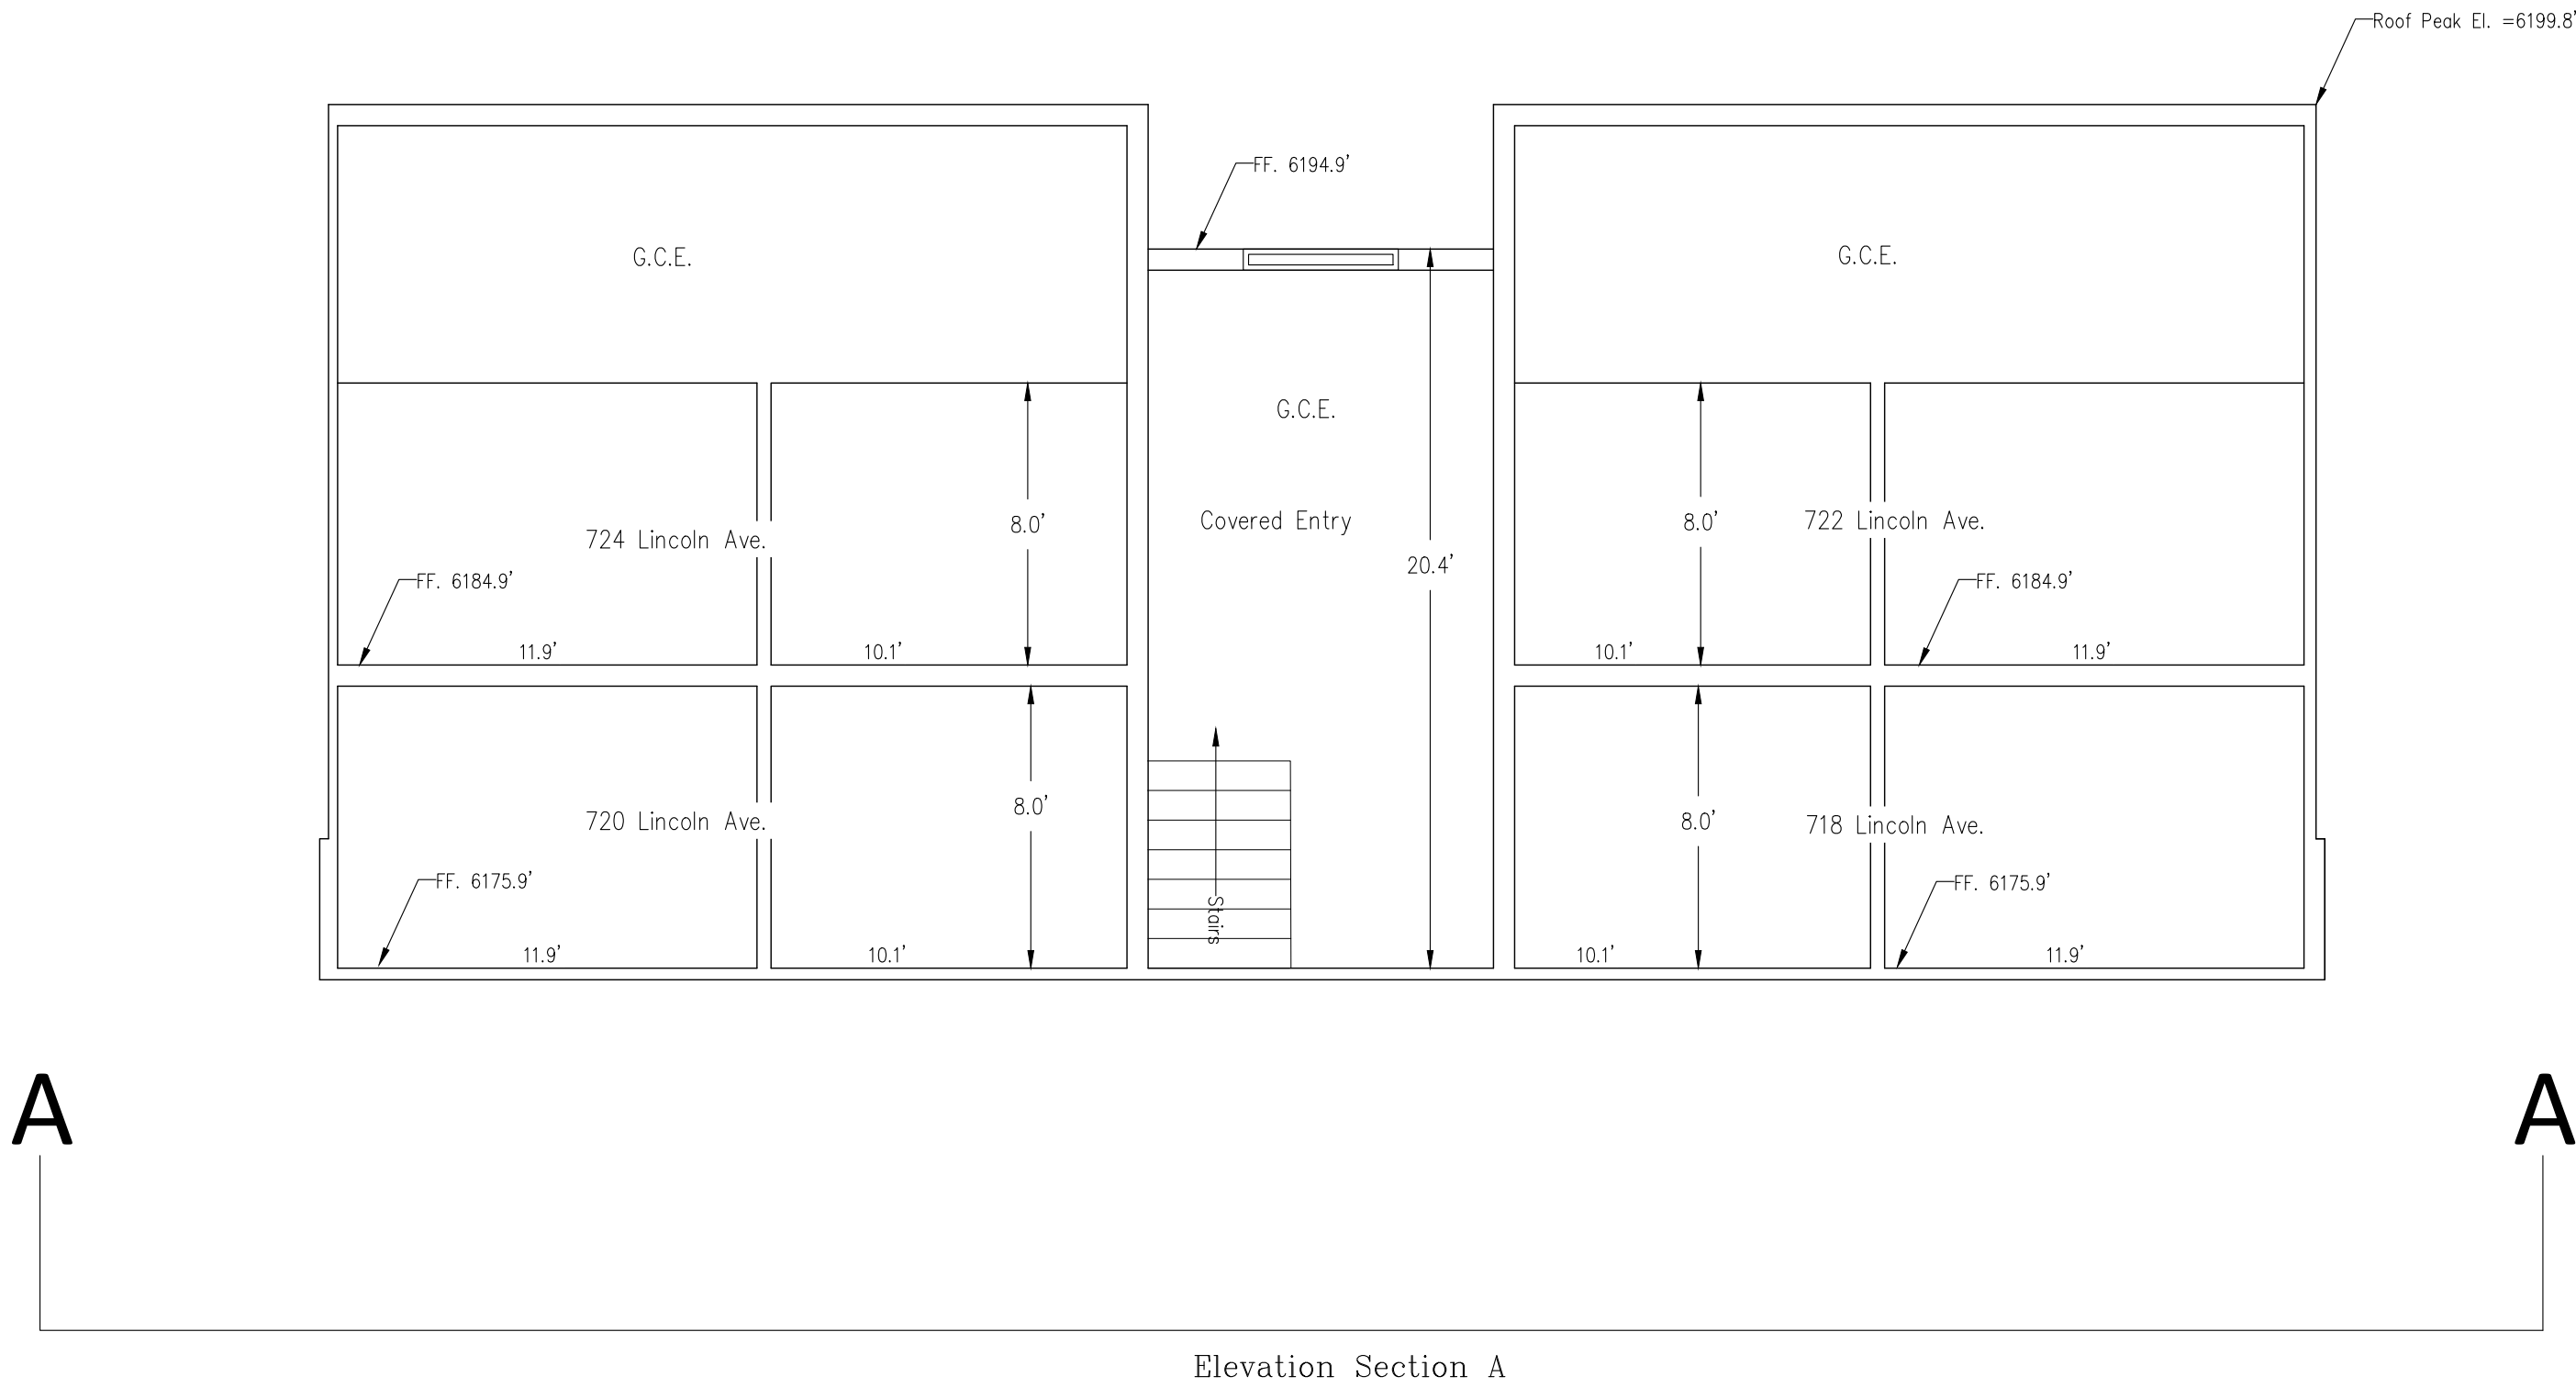 Roof Peak El. =6199.8'
FF. 6194.9'
G.C.E.
G.C.E.
G.C.E.
Covered Entry
724 Lincoln Ave.
8.0'
8.0'
722 Lincoln Ave.
20.4'
FF. 6184.9'
FF. 6184.9'
11.9'
10.1'
10.1'
11.9'
720 Lincoln Ave.
8.0'
8.0'
718 Lincoln Ave.
FF. 6175.9'
FF. 6175.9'
Stairs
11.9'
10.1'
10.1'
11.9'
A
A
Elevation Section A